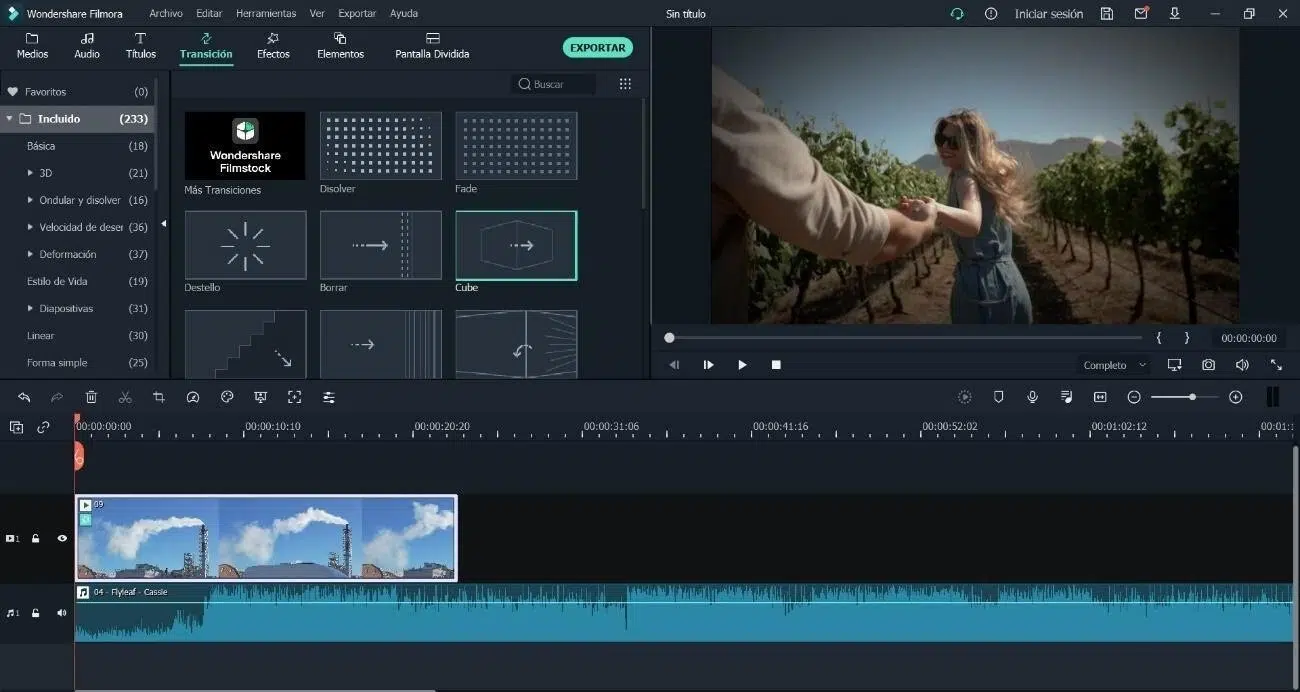 Wondershare Filmora Archivo Editar Herramientas Ver Exportar Ayuda Sin título Iniciar sesión
Medios Audio Títulos Transición Efectos Elementos Pantalla Dividida EXPORTAR
Buscar
Favoritos (0)
Incluido (233)
Básica (18)
3D (21)
Ondular y disolver (16)
Velocidad de deser (36)
Deformación (37)
Estilo de Vida (19)
Diapositivas (31)
Linear (30)
Forma simple (25)
Wondershare
Filmstock
Más Transiciones Disolver Fade
Destello Borrar Cube
{ } 00:00:00:00
Completo
00:00:00:00 00:00:10:10 00:00:20:20 00:00:31:06 00:00:41:16 00:00:52:02 00:01:02:12 00:01:1
09
1
04 - Flyleaf - Cassie
1